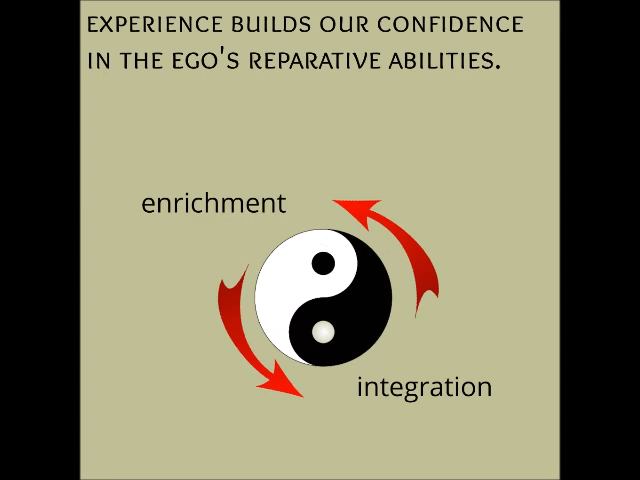 EXPERIENCE BUILDS OUR CONFIDENCE
IN THE EGO'S REPARATIVE ABILITIES.
enrichment
integration